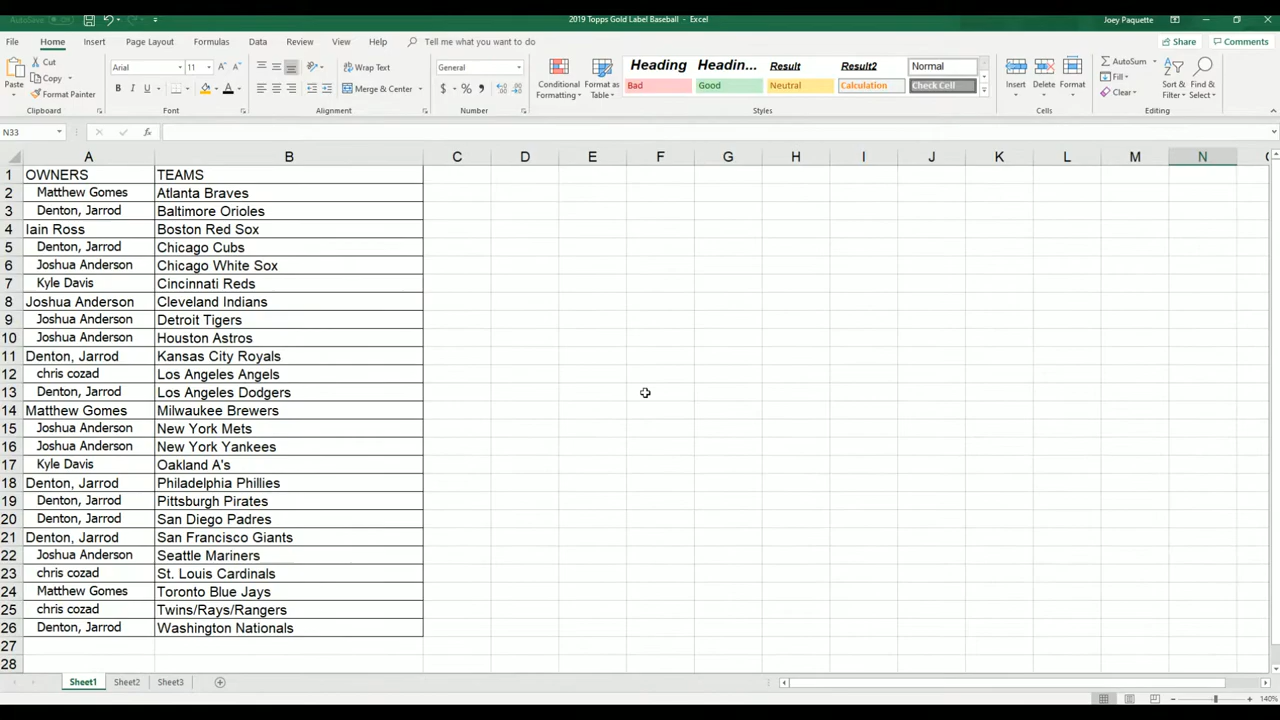 AutoSave Off 2019 Topps Gold Label Baseball - Excel Joey Paquette
File Home Insert Page Layout Formulas Data Review View Help Tell me what you want to do Share Comments
Paste Cut Copy Format Painter Clipboard
Arial 11 Font
Wrap Text Merge & Center Alignment
General Number
Conditional Formatting Format as Table
Heading Headin... Result Result2 Normal
Bad Good Neutral Calculation Check Cell
Styles
Insert Delete Format Cells
AutoSum Fill Clear Sort & Filter Find & Select Editing
N33 fx
A B C D E F G H I J K L M N
1 OWNERS TEAMS
2 Matthew Gomes Atlanta Braves
3 Denton, Jarrod Baltimore Orioles
4 Iain Ross Boston Red Sox
5 Denton, Jarrod Chicago Cubs
6 Joshua Anderson Chicago White Sox
7 Kyle Davis Cincinnati Reds
8 Joshua Anderson Cleveland Indians
9 Joshua Anderson Detroit Tigers
10 Joshua Anderson Houston Astros
11 Denton, Jarrod Kansas City Royals
12 chris cozad Los Angeles Angels
13 Denton, Jarrod Los Angeles Dodgers
14 Matthew Gomes Milwaukee Brewers
15 Joshua Anderson New York Mets
16 Joshua Anderson New York Yankees
17 Kyle Davis Oakland A's
18 Denton, Jarrod Philadelphia Phillies
19 Denton, Jarrod Pittsburgh Pirates
20 Denton, Jarrod San Diego Padres
21 Denton, Jarrod San Francisco Giants
22 Joshua Anderson Seattle Mariners
23 chris cozad St. Louis Cardinals
24 Matthew Gomes Toronto Blue Jays
25 chris cozad Twins/Rays/Rangers
26 Denton, Jarrod Washington Nationals
27
28
Sheet1 Sheet2 Sheet3
140%